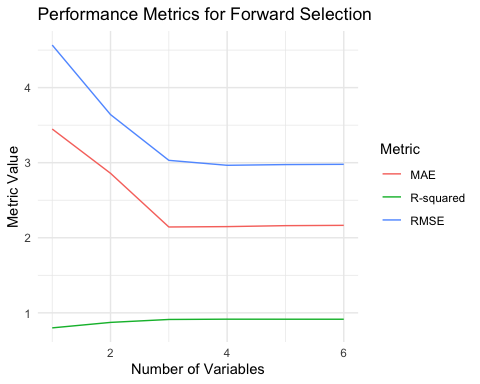 Performance Metrics for Forward Selection
Metric Value
4
3
2
1
2
4
6
Number of Variables
Metric
MAE
R-squared
RMSE